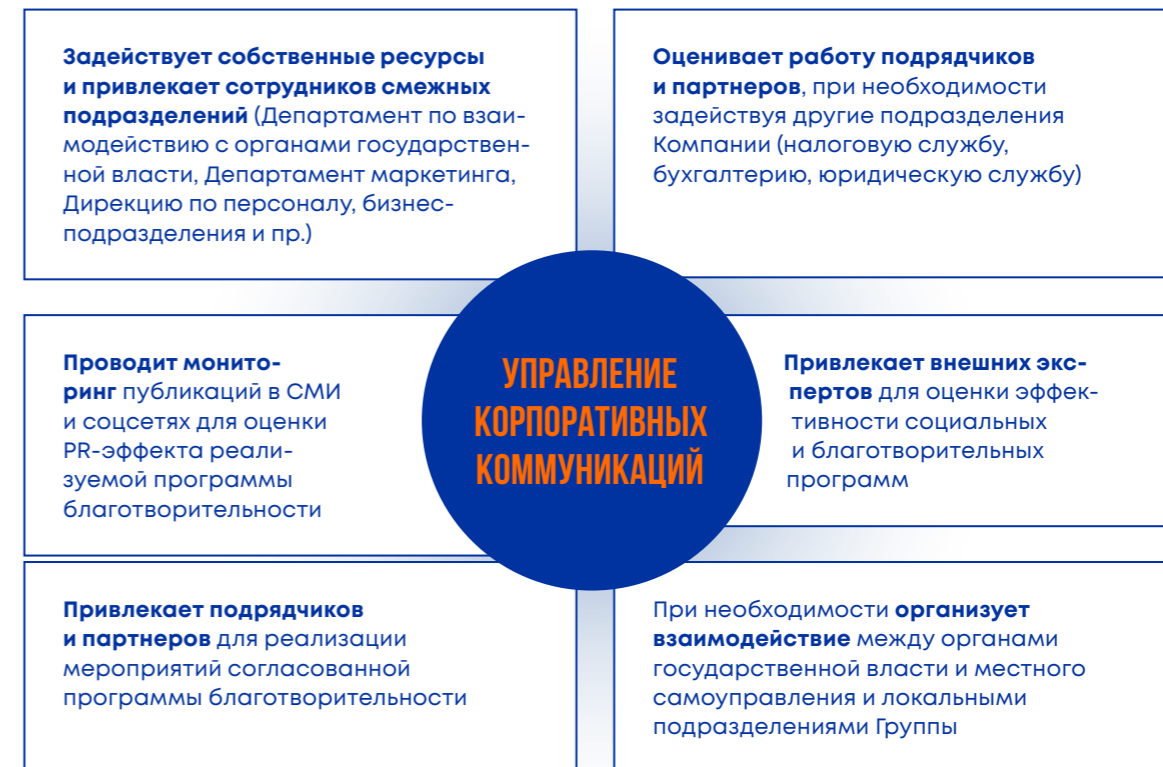 Задействует собственные ресурсы
и привлекает сотрудников смежных
подразделений (Департамент по взаи-
модействию с органами государствен-
ной власти, Департамент маркетинга,
Дирекцию по персоналу, бизнес-
подразделения и пр.)
Оценивает работу подрядчиков
и партнеров, при необходимости
задействуя другие подразделения
Компании (налоговую службу,
бухгалтерию, юридическую службу)
Проводит монито-
ринг публикаций в СМИ
и соцсетях для оценки
PR-эффекта реали-
зуемой программы
благотворительности
УПРАВЛЕНИЕ
КОРПОРАТИВНЫХ
КОММУНИКАЦИЙ
Привлекает внешних экс-
пертов для оценки эффек-
тивности социальных
и благотворительных
программ
Привлекает подрядчиков
и партнеров для реализации
мероприятий согласованной
программы благотворительности
При необходимости организует
взаимодействие между органами
государственной власти и местного
самоуправления и локальными
подразделениями Группы